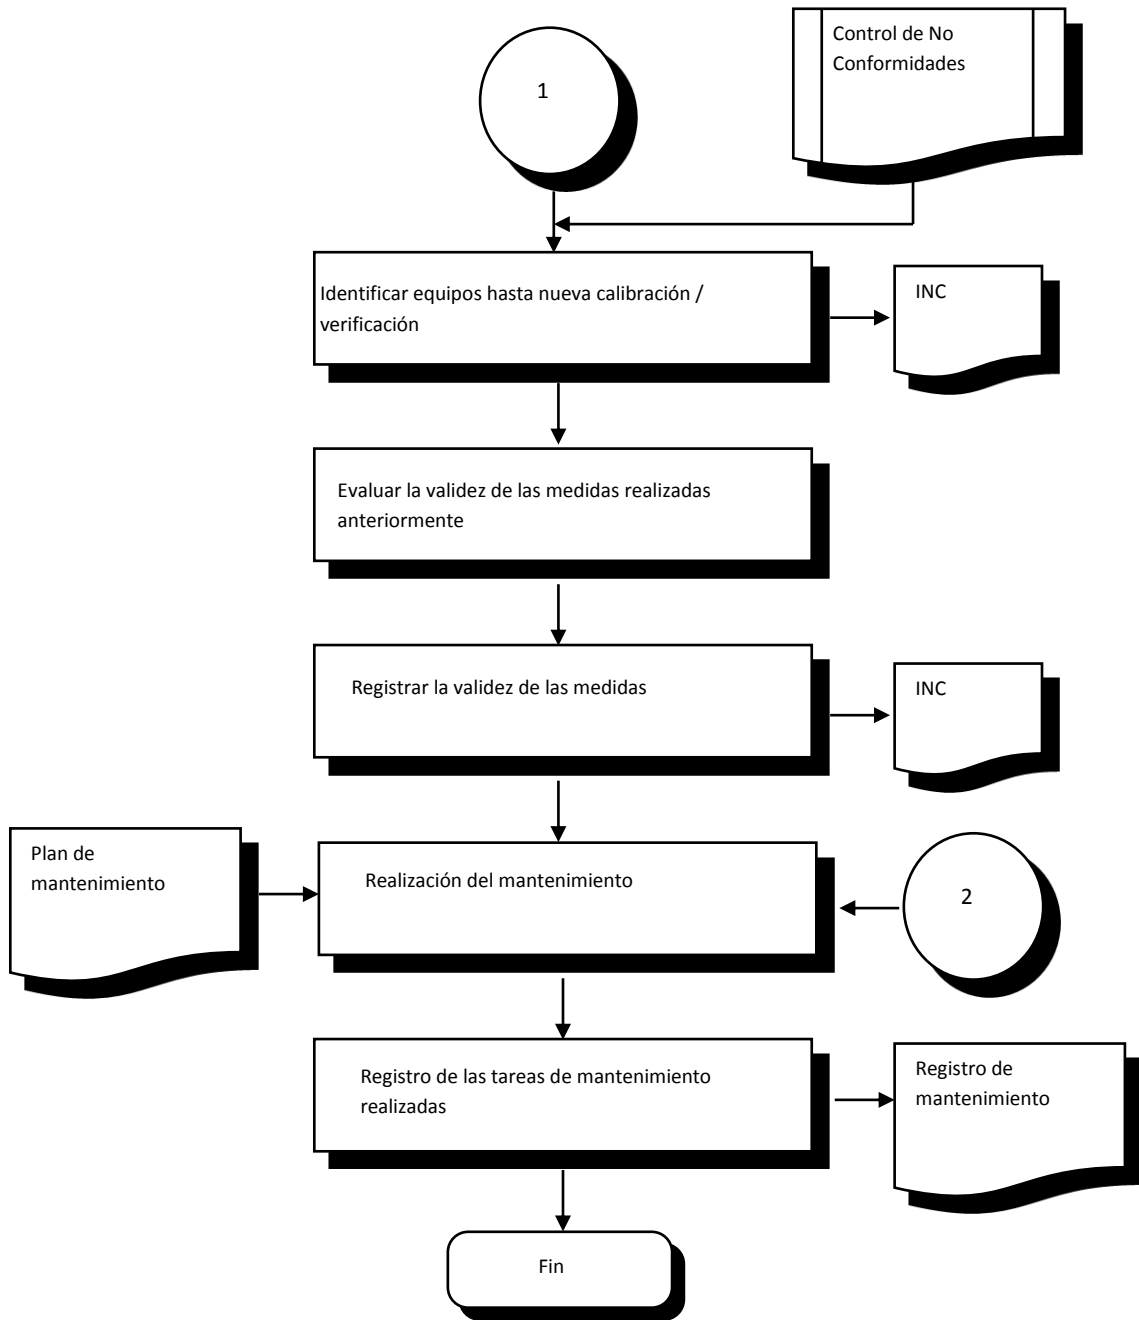 1
Control de No
Conformidades
Identificar equipos hasta nueva calibración /
verificación
INC
Evaluar la validez de las medidas realizadas
anteriormente
Registrar la validez de las medidas
INC
Plan de
mantenimiento
Realización del mantenimiento
2
Registro de las tareas de mantenimiento
realizadas
Registro de
mantenimiento
Fin